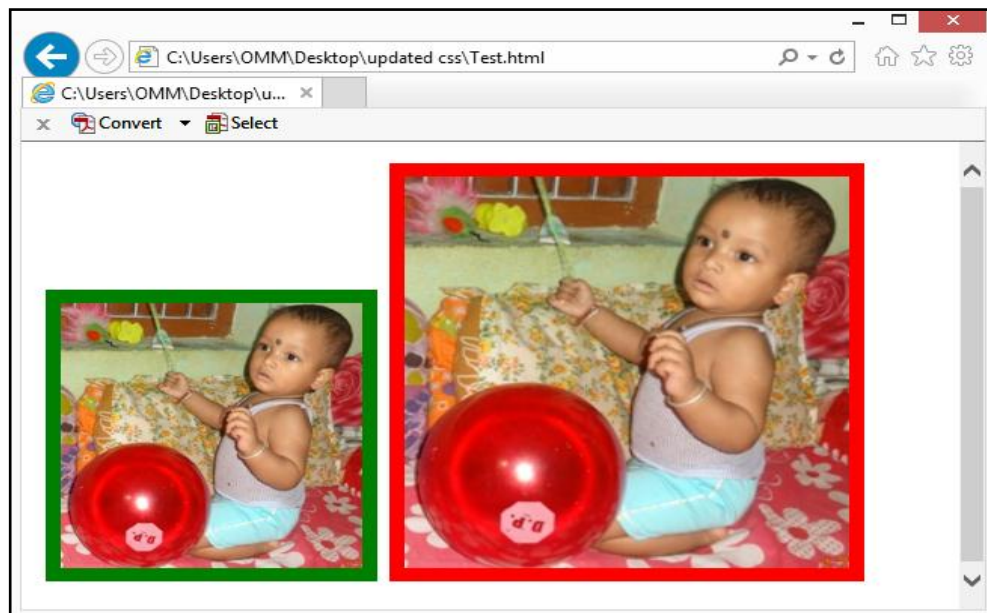 C:\Users\OMM\Desktop\updated css\Test.html
C:\Users\OMM\Desktop\u...
x Convert Select
D.P.
D.P.